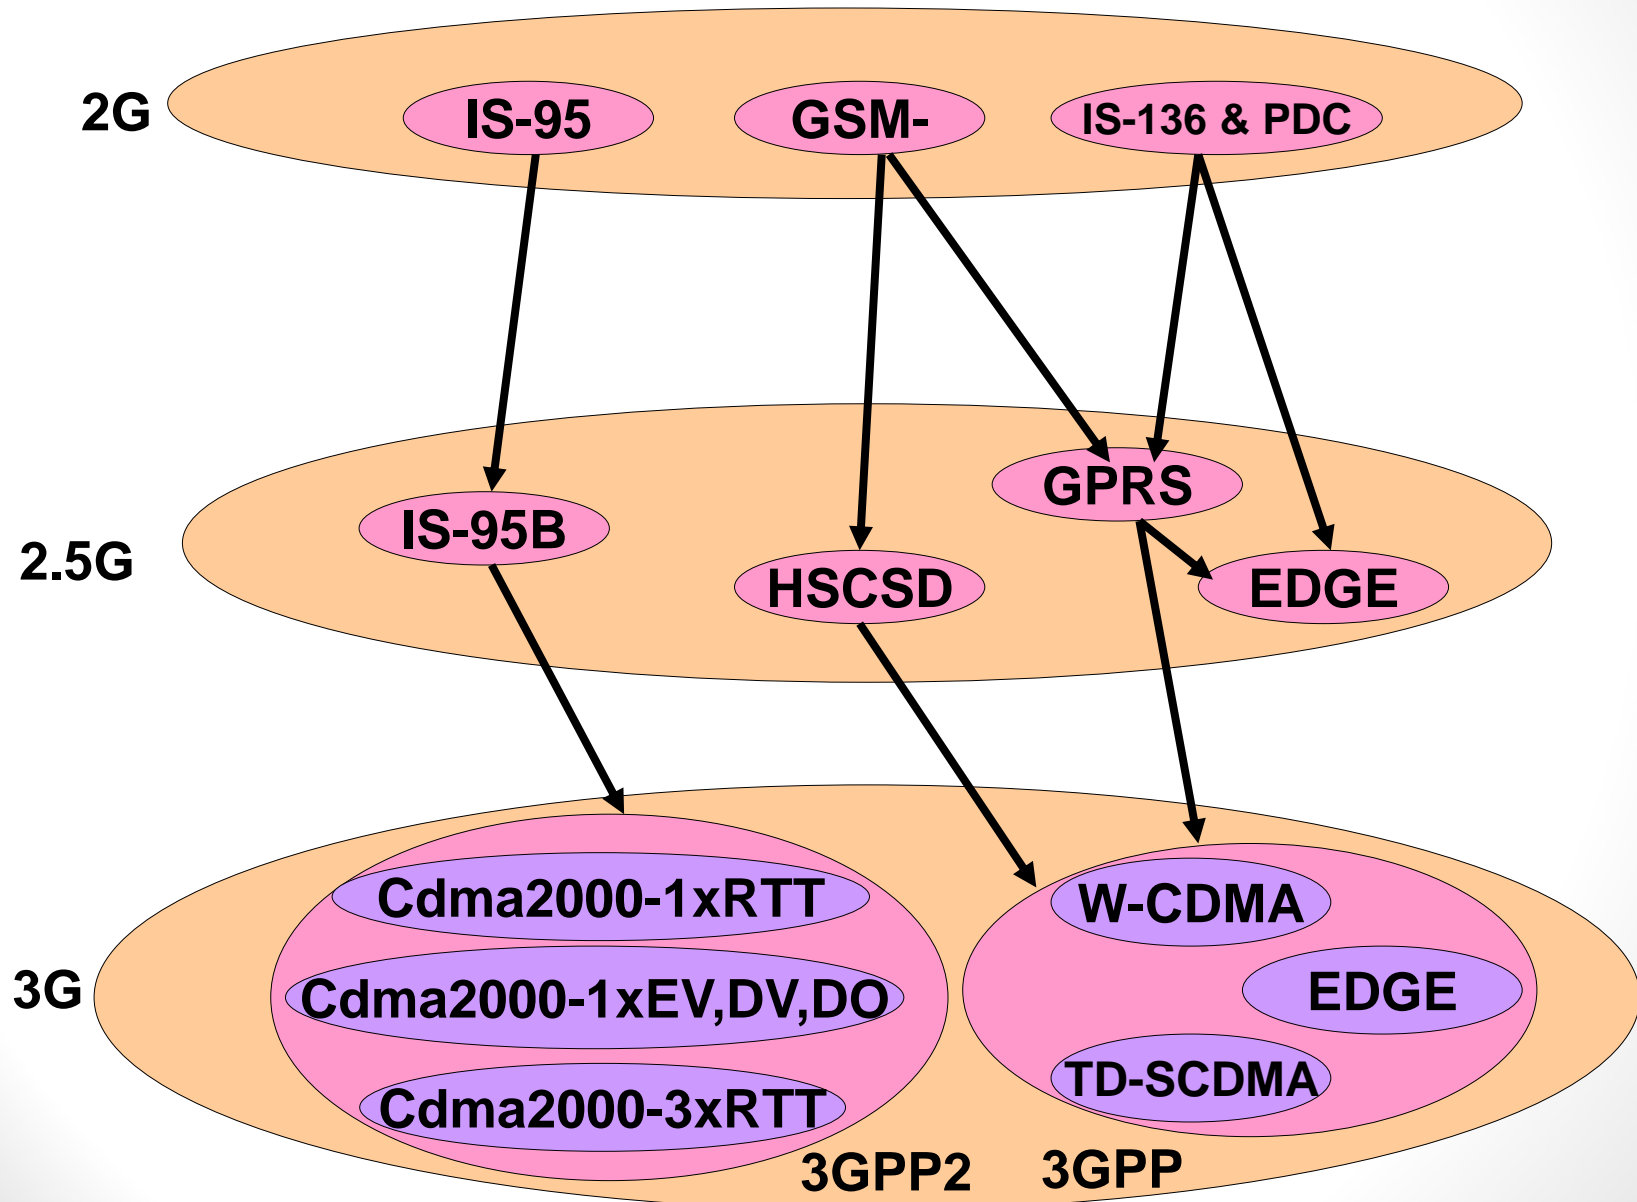 2G
IS-95
GSM-
IS-136 & PDC
2.5G
IS-95B
HSCSD
GPRS
EDGE
3G
Cdma2000-1xRTT
Cdma2000-1xEV,DV,DO
Cdma2000-3xRTT
W-CDMA
EDGE
TD-SCDMA
3GPP2
3GPP